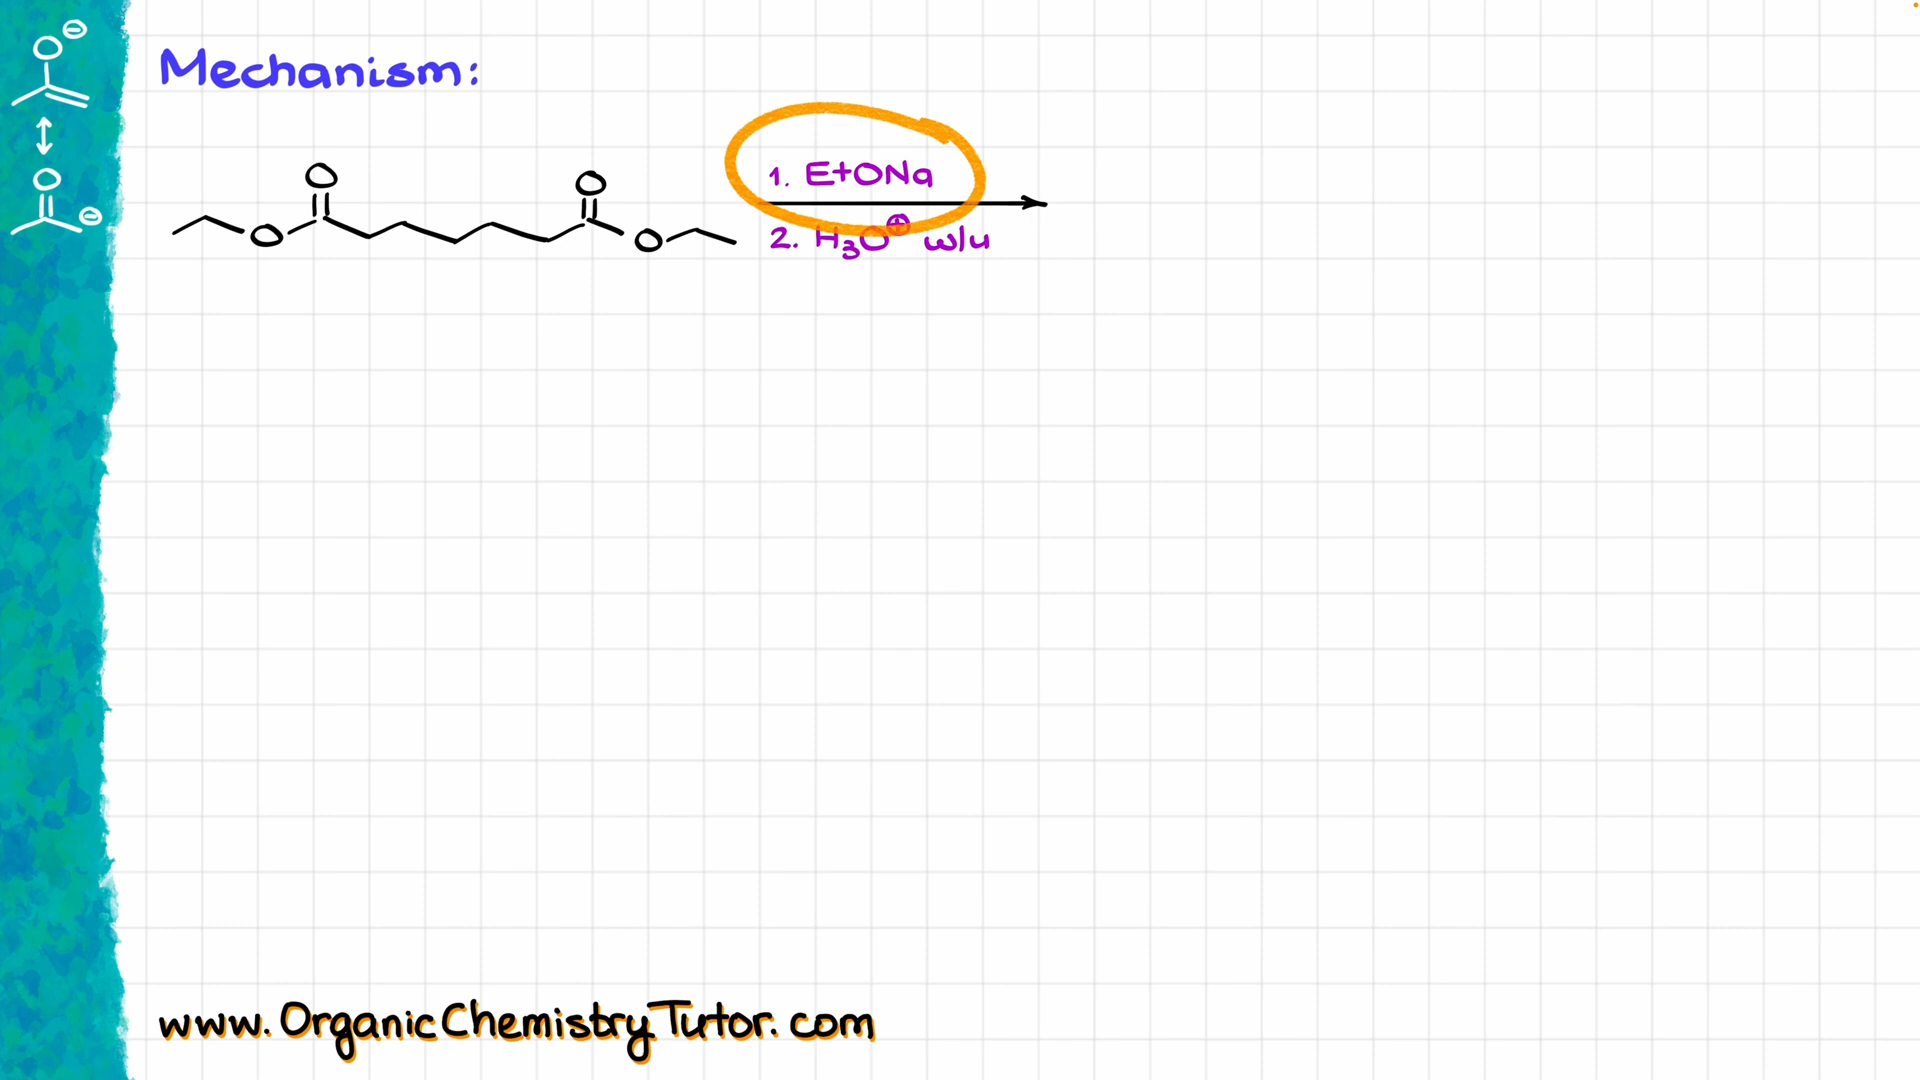 Mechanism:
O⊖
O
⊖
O
O
O
O
1. EtONa
2. H₃O⊕ w/u
www.OrganicChemistryTutor.com